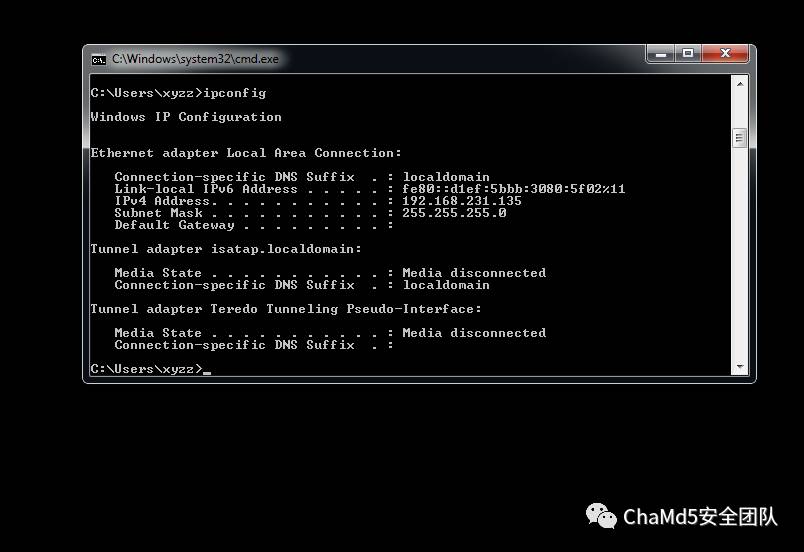 C:\Windows\system32\cmd.exe
C:\Users\xyzz>ipconfig
Windows IP Configuration
Ethernet adapter Local Area Connection:
Connection-specific DNS Suffix  . : localdomain
Link-local IPv6 Address . . . . . : fe80::d1ef:5bbb:3080:5f02%11
IPv4 Address. . . . . . . . . . . : 192.168.231.135
Subnet Mask . . . . . . . . . . . : 255.255.255.0
Default Gateway . . . . . . . . . :
Tunnel adapter isatap.localdomain:
Media State . . . . . . . . . . . : Media disconnected
Connection-specific DNS Suffix  . : localdomain
Tunnel adapter Teredo Tunneling Pseudo-Interface:
Media State . . . . . . . . . . . : Media disconnected
Connection-specific DNS Suffix  . :
C:\Users\xyzz>_
ChaMd5安全团队